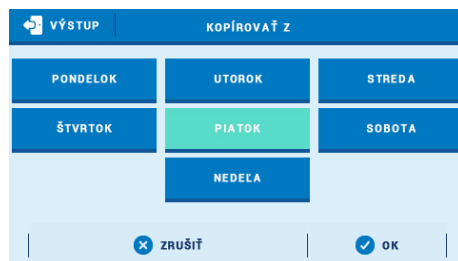 VÝSTUP KOPÍROVAŤ Z
PONDELOK UTOROK STREDA
ŠTVRTOK PIATOK SOBOTA
NEDEĽA
ZRUŠIŤ OK